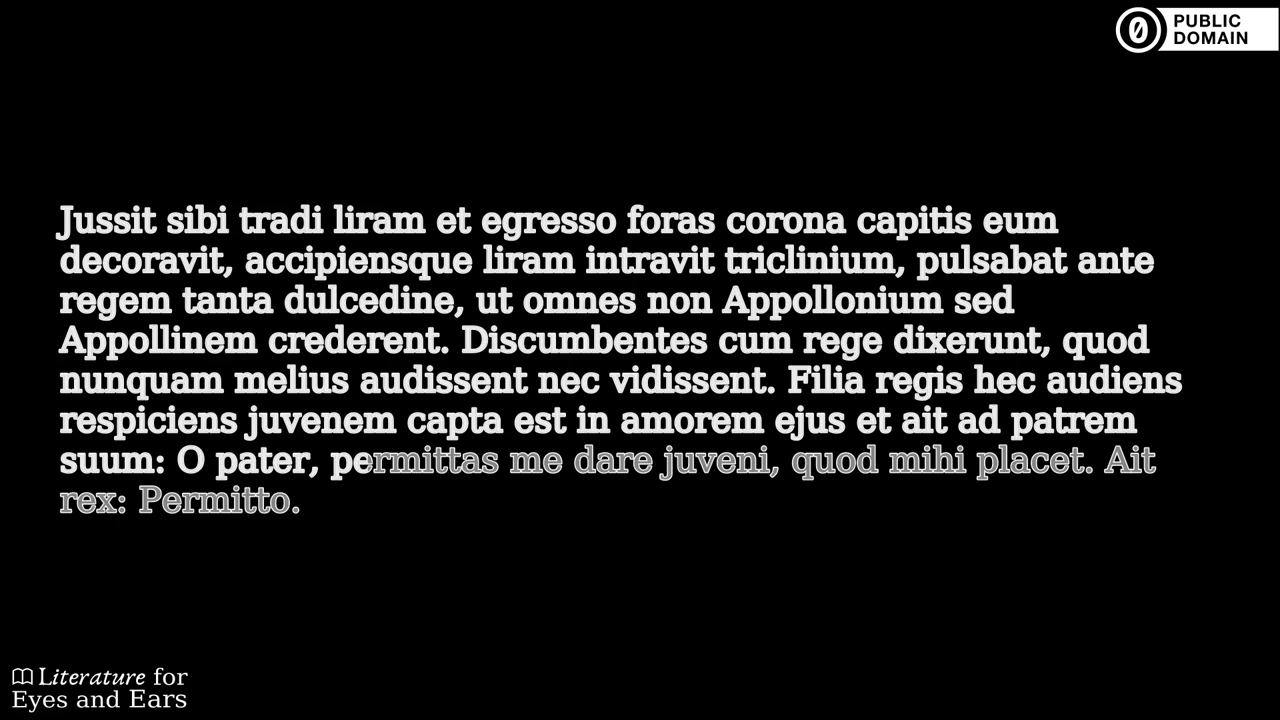 PUBLIC
DOMAIN
Jussit sibi tradi liram et egresso foras corona capitis eum
decoravit, accipiensque liram intravit triclinium, pulsabat ante
regem tanta dulcedine, ut omnes non Appollonium sed
Appollinem crederent. Discumbentes cum rege dixerunt, quod
nunquam melius audissent nec vidissent. Filia regis hec audiens
respiciens juvenem capta est in amorem ejus et ait ad patrem
suum: O pater, permittas me dare juveni, quod mihi placet. Ait
rex: Permitto.
Literature for
Eyes and Ears